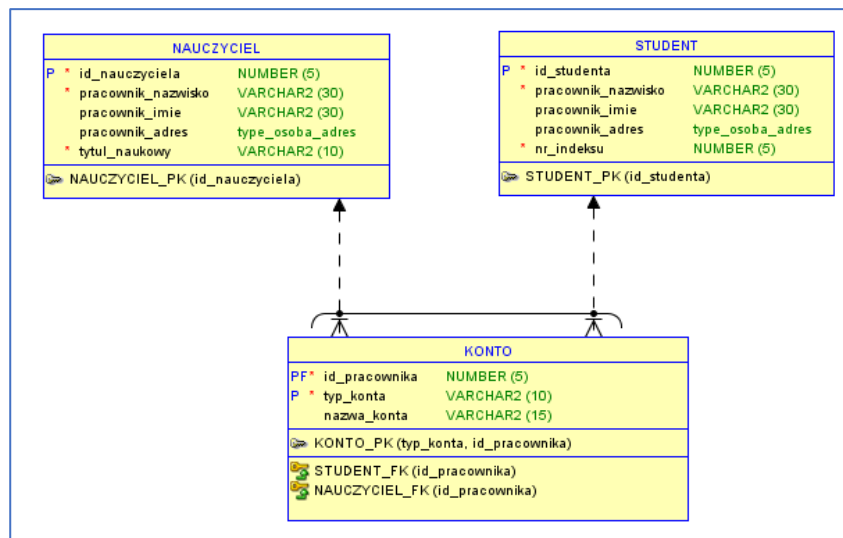 NAUCZYCIEL
P * id_nauczyciela NUMBER (5)
* pracownik_nazwisko VARCHAR2 (30)
pracownik_imie VARCHAR2 (30)
pracownik_adres type_osoba_adres
* tytul_naukowy VARCHAR2 (10)
NAUCZYCIEL_PK (id_nauczyciela)
STUDENT
P * id_studenta NUMBER (5)
* pracownik_nazwisko VARCHAR2 (30)
pracownik_imie VARCHAR2 (30)
pracownik_adres type_osoba_adres
* nr_indeksu NUMBER (5)
STUDENT_PK (id_studenta)
KONTO
PF* id_pracownika NUMBER (5)
P * typ_konta VARCHAR2 (10)
nazwa_konta VARCHAR2 (15)
KONTO_PK (typ_konta, id_pracownika)
STUDENT_FK (id_pracownika)
NAUCZYCIEL_FK (id_pracownika)